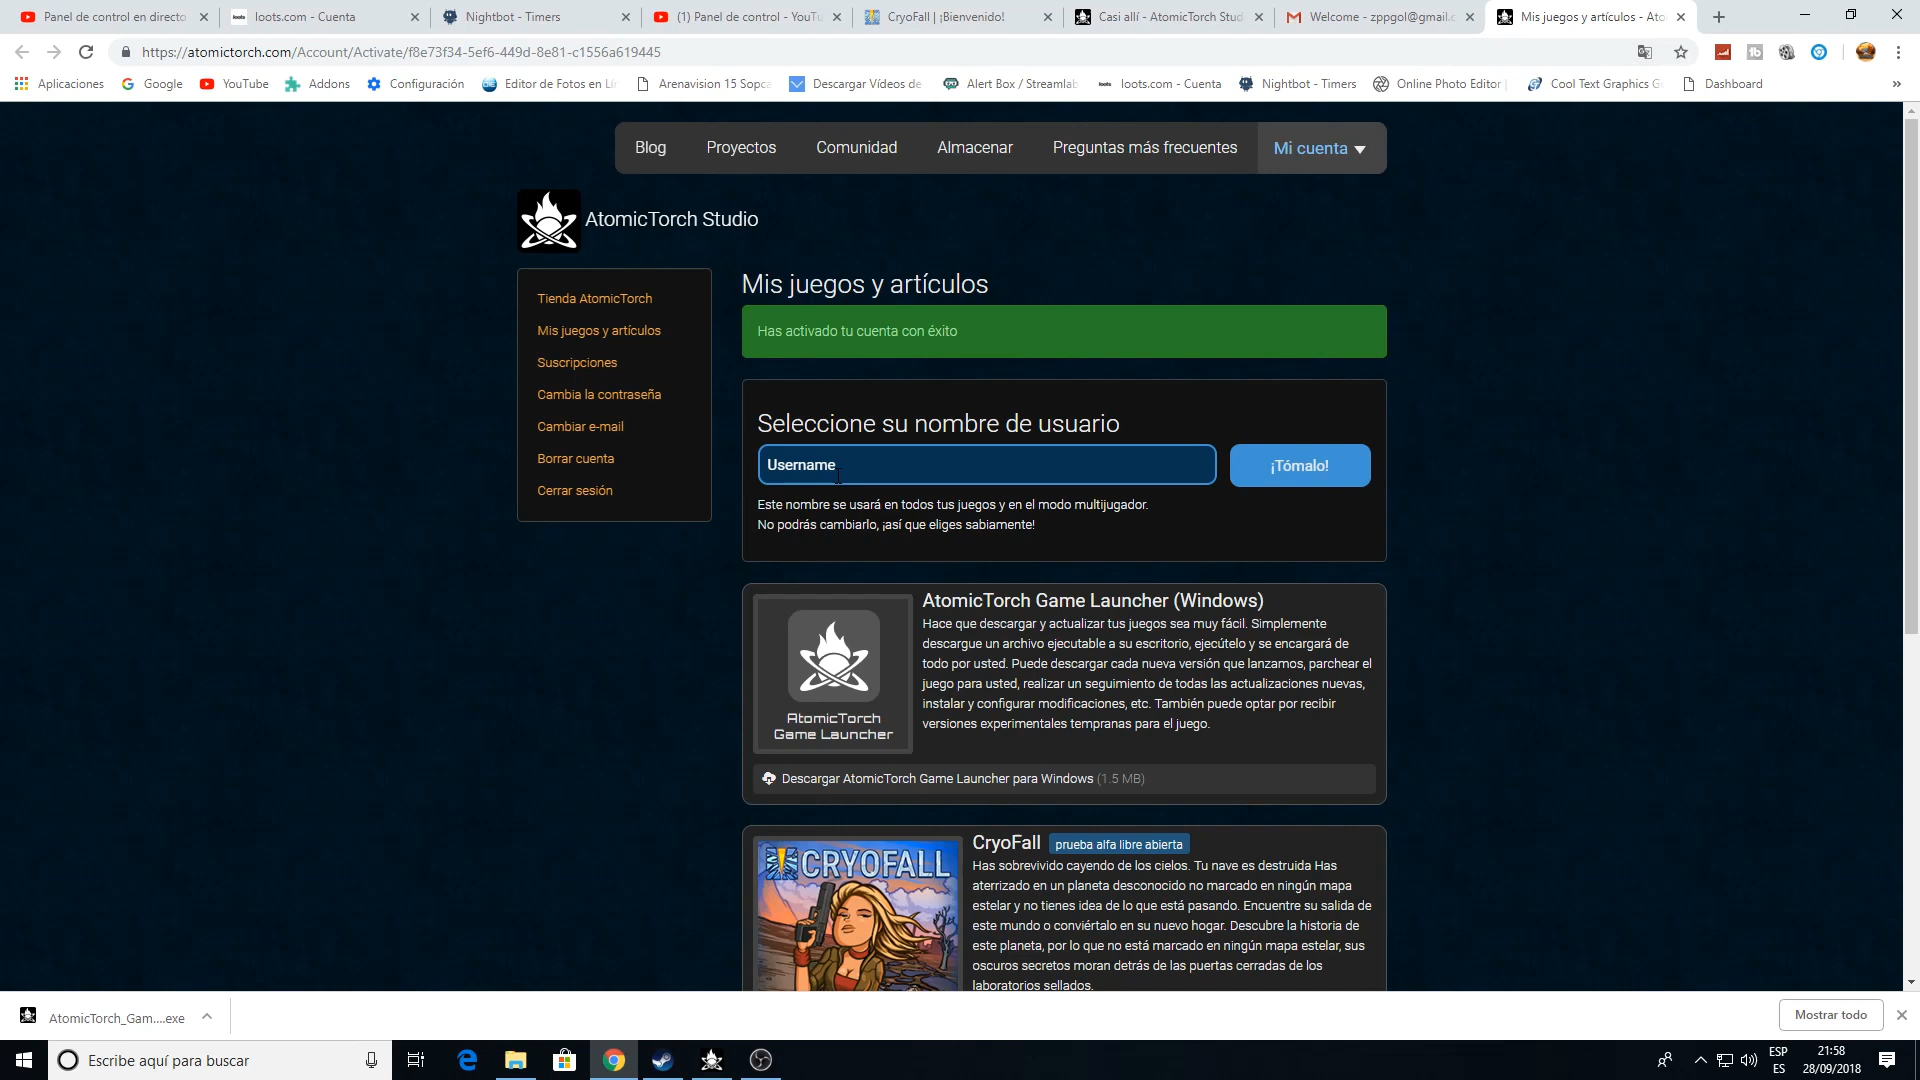 Panel de control en directo
loots.com - Cuenta
Nightbot - Timers
(1) Panel de control - YouTu
CryoFall | ¡Bienvenido!
Casi allí - AtomicTorch Stud
Welcome - zppgol@gmail.c
Mis juegos y artículos - Ato
https://atomictorch.com/Account/Activate/f8e73f34-5ef6-449d-8e81-c1556a619445
Aplicaciones
Google
YouTube
Addons
Configuración
Editor de Fotos en Lín
Arenavision 15 Sopca
Descargar Vídeos de
Alert Box / Streamlab
loots.com - Cuenta
Nightbot - Timers
Online Photo Editor |
Cool Text Graphics G
Dashboard
»
Blog
Proyectos
Comunidad
Almacenar
Preguntas más frecuentes
Mi cuenta
AtomicTorch Studio
Tienda AtomicTorch
Mis juegos y artículos
Suscripciones
Cambia la contraseña
Cambiar e-mail
Borrar cuenta
Cerrar sesión
Mis juegos y artículos
Has activado tu cuenta con éxito
Seleccione su nombre de usuario
Username
¡Tómalo!
Este nombre se usará en todos tus juegos y en el modo multijugador.
No podrás cambiarlo, ¡así que eliges sabiamente!
AtomicTorch
Game Launcher
AtomicTorch Game Launcher (Windows)
Hace que descargar y actualizar tus juegos sea muy fácil. Simplemente
descargue un archivo ejecutable a su escritorio, ejecútelo y se encargará de
todo por usted. Puede descargar cada nueva versión que lanzamos, parchear el
juego para usted, realizar un seguimiento de todas las actualizaciones nuevas,
instalar y configurar modificaciones, etc. También puede optar por recibir
versiones experimentales tempranas para el juego.
Descargar AtomicTorch Game Launcher para Windows (1.5 MB)
CRYOFALL
CryoFall prueba alfa libre abierta
Has sobrevivido cayendo de los cielos. Tu nave es destruida Has
aterrizado en un planeta desconocido no marcado en ningún mapa
estelar y no tienes idea de lo que está pasando. Encuentre su salida de
este mundo o conviértalo en su nuevo hogar. Descubre la historia de
este planeta, por lo que no está marcado en ningún mapa estelar, sus
oscuros secretos moran detrás de las puertas cerradas de los
laboratorios sellados.
AtomicTorch_Gam....exe
Mostrar todo
Escribe aquí para buscar
ESP
ES
21:58
28/09/2018